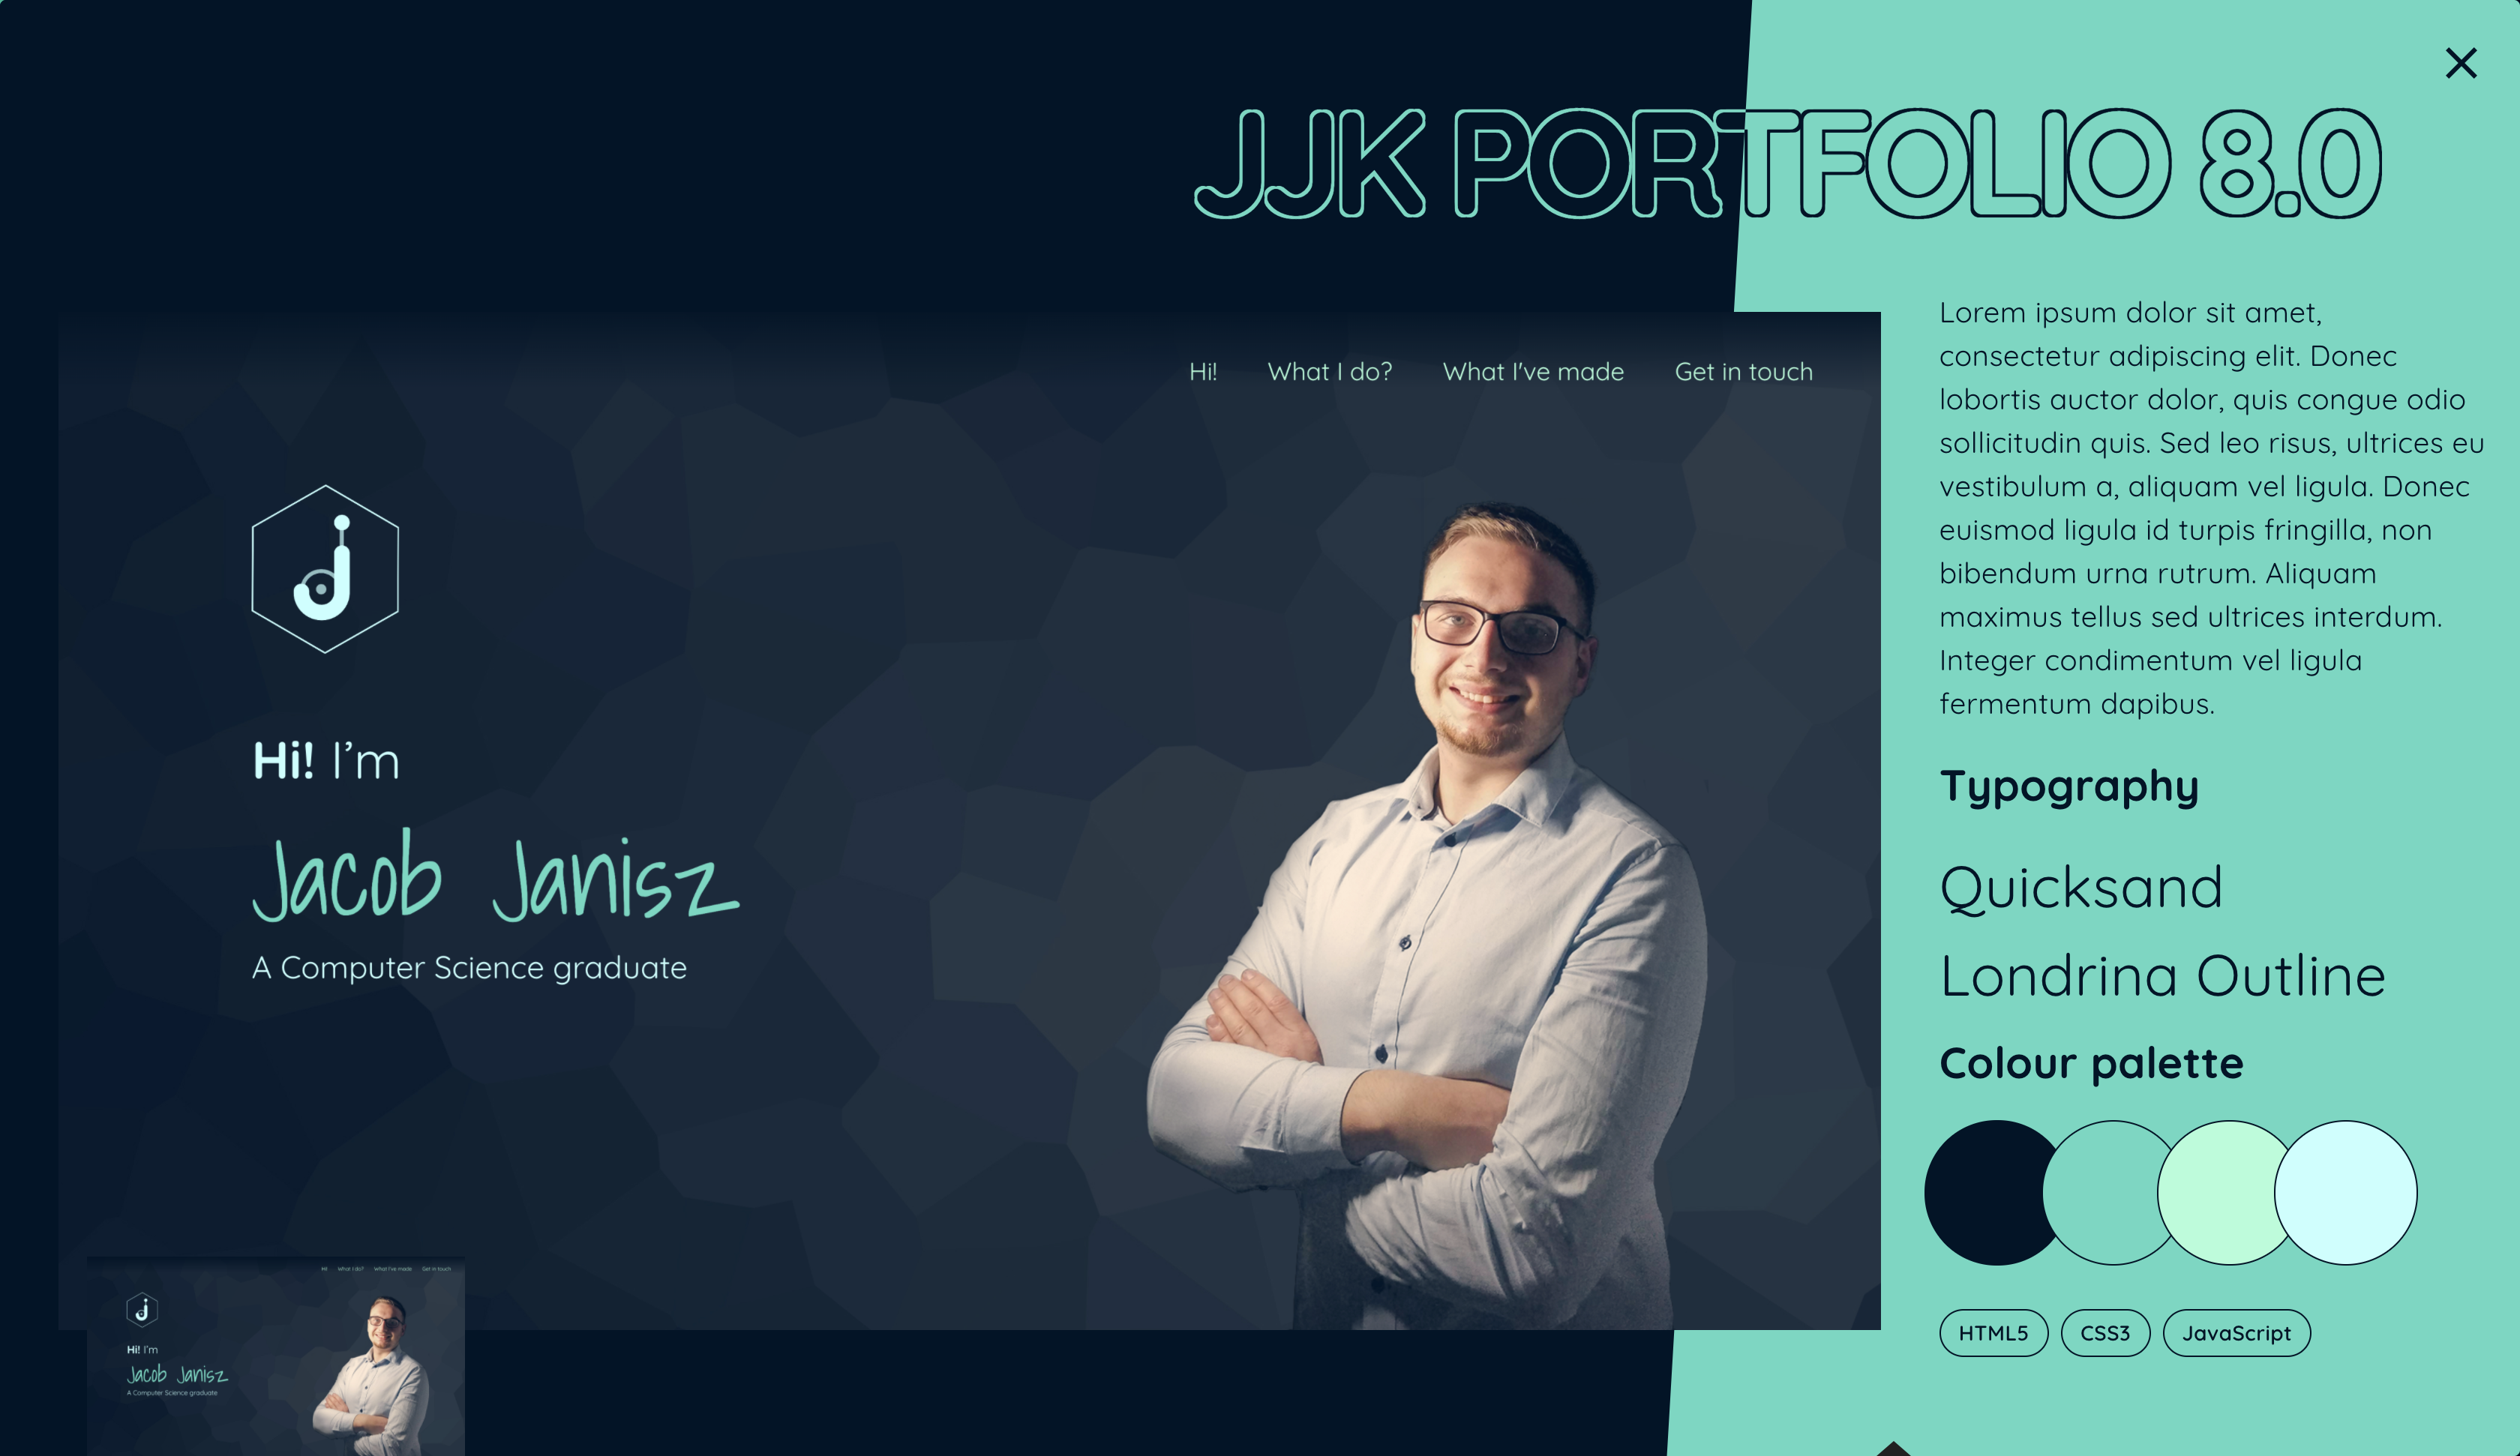 JJK PORTFOLIO 8.0
Hi! What I do? What I've made Get in touch
Hi! I'm
Jacob Janisz
A Computer Science graduate
Lorem ipsum dolor sit amet,
consectetur adipiscing elit. Donec
lobortis auctor dolor, quis congue odio
sollicitudin quis. Sed leo risus, ultrices eu
vestibulum a, aliquam vel ligula. Donec
euismod ligula id turpis fringilla, non
bibendum urna rutrum. Aliquam
maximus tellus sed ultrices interdum.
Integer condimentum vel ligula
fermentum dapibus.
Typography
Quicksand
Londrina Outline
Colour palette
HTML5 CSS3 JavaScript
Hi! What I do? What I've made Get in touch
Hi! I'm
Jacob Janisz
A Computer Science graduate